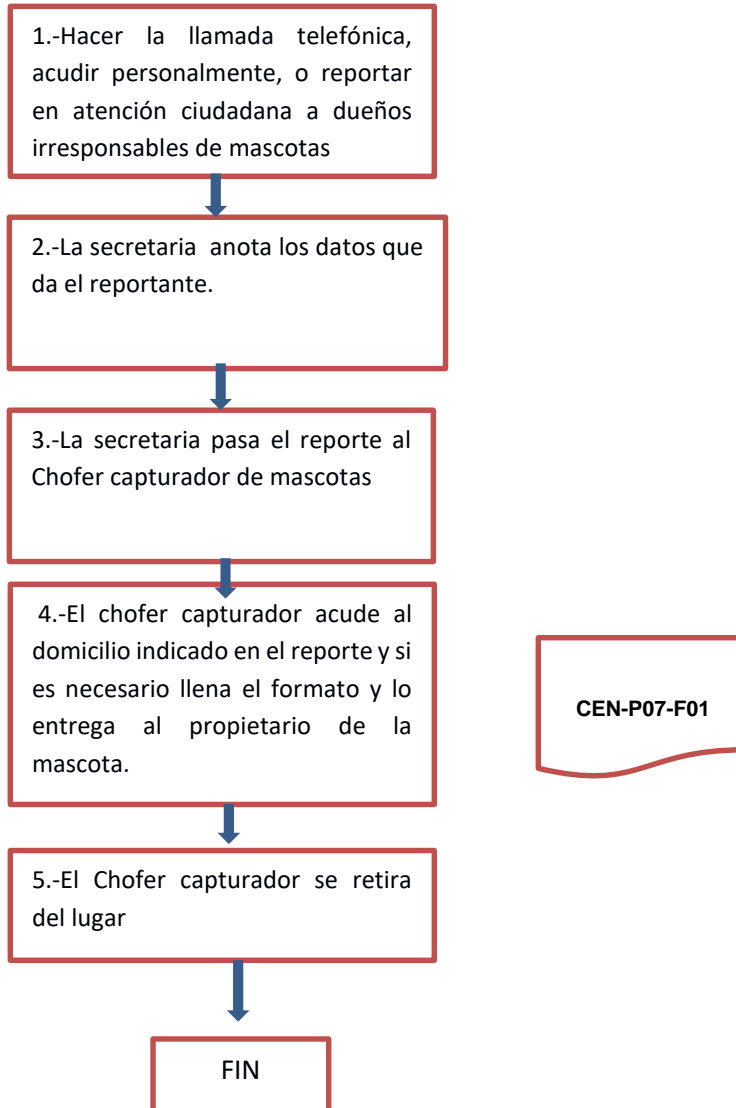 1.-Hacer la llamada telefónica,
acudir personalmente, o reportar
en atención ciudadana a dueños
irresponsables de mascotas
2.-La secretaria anota los datos que
da el reportante.
3.-La secretaria pasa el reporte al
Chofer capturador de mascotas
4.-El chofer capturador acude al
domicilio indicado en el reporte y si
es necesario llena el formato y lo
entrega al propietario de la
mascota.
CEN-P07-F01
5.-El Chofer capturador se retira
del lugar
FIN